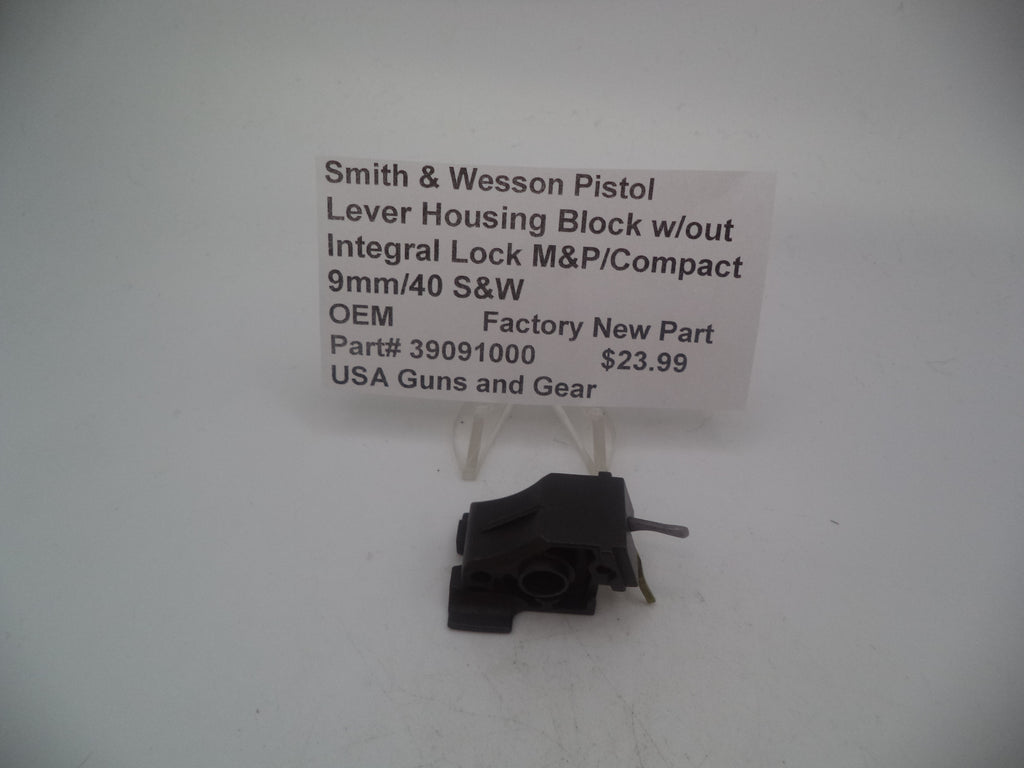 Smith & Wesson Pistol
Lever Housing Block w/out
Integral Lock M&P/Compact
9mm/40 S&W
OEM Factory New Part
Part# 39091000 $23.99
USA Guns and Gear